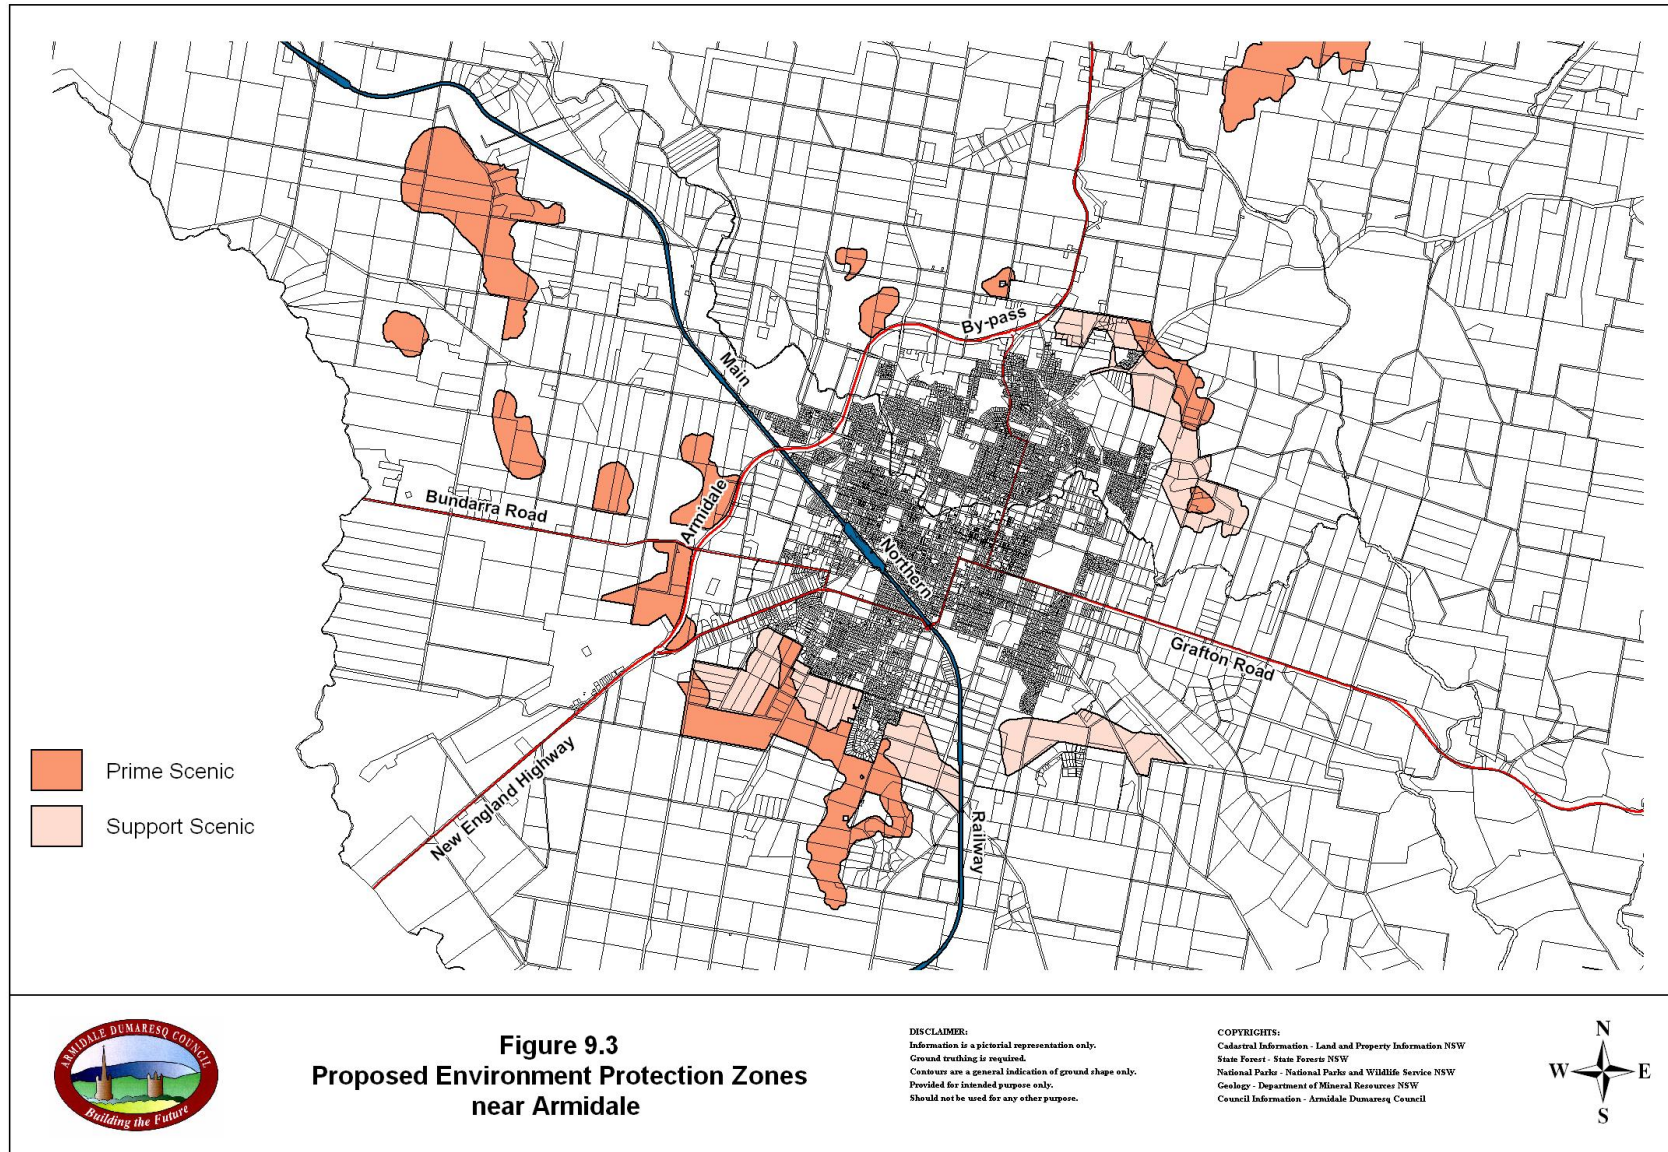 By-pass
Main
Armidale
Bundarra Road
Northern
Grafton Road
New England Highway
Railway
Prime Scenic
Support Scenic
ARMIDALE DUMARESQ COUNCIL
Building the Future
Figure 9.3
Proposed Environment Protection Zones
near Armidale
DISCLAIMER:
Information is a pictorial representation only.
Ground truthing is required.
Contours are a general indication of ground shape only.
Provided for intended purpose only.
Should not be used for any other purpose.
COPYRIGHTS:
Cadastral Information - Land and Property Information NSW
State Forest - State Forests NSW
National Parks - National Parks and Wildlife Service NSW
Geology - Department of Mineral Resources NSW
Council Information - Armidale Dumaresq Council
N
W E
S